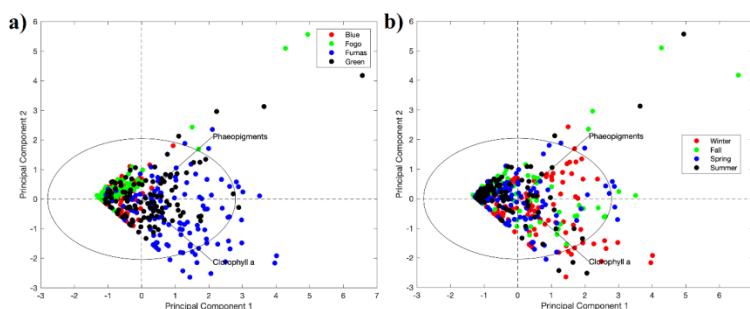 a)
6
5
4
3
2
1
0
-1
-2
-3
Principal Component 2
-3 -2 -1 0 1 2 3 4 5 6 7
Principal Component 1
Blue
Fogo
Furnas
Green
Phaeopigments
Clorophyll a
b)
6
5
4
3
2
1
0
-1
-2
-3
Principal Component 2
-3 -2 -1 0 1 2 3 4 5 6
Principal Component 1
Winter
Fall
Spring
Summer
Phaeopigments
Clorophyll a